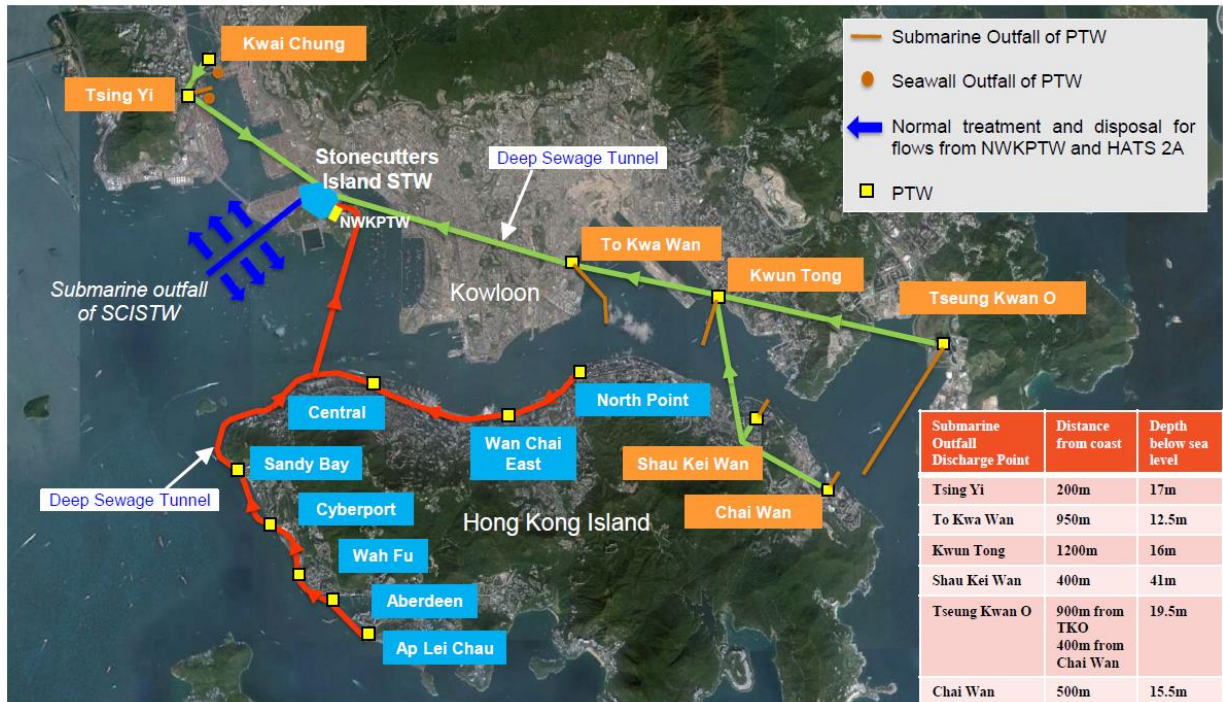 Kwai Chung
Tsing Yi
Stonecutters
Island STW
NWKPTW
Deep Sewage Tunnel
To Kwa Wan
Kowloon
Kwun Tong
Tseung Kwan O
Submarine outfall
of SCISTW
Central
North Point
Wan Chai
East
Sandy Bay
Shau Kei Wan
Deep Sewage Tunnel
Cyberport
Chai Wan
Hong Kong Island
Wah Fu
Aberdeen
Ap Lei Chau
Submarine Outfall of PTW
Seawall Outfall of PTW
Normal treatment and disposal for
flows from NWKPTW and HATS 2A
PTW
Submarine Outfall Discharge Point Distance from coast Depth below sea level
Tsing Yi 200m 17m
To Kwa Wan 950m 12.5m
Kwun Tong 1200m 16m
Shau Kei Wan 400m 41m
Tseung Kwan O 900m from TKO 400m from Chai Wan 19.5m
Chai Wan 500m 15.5m